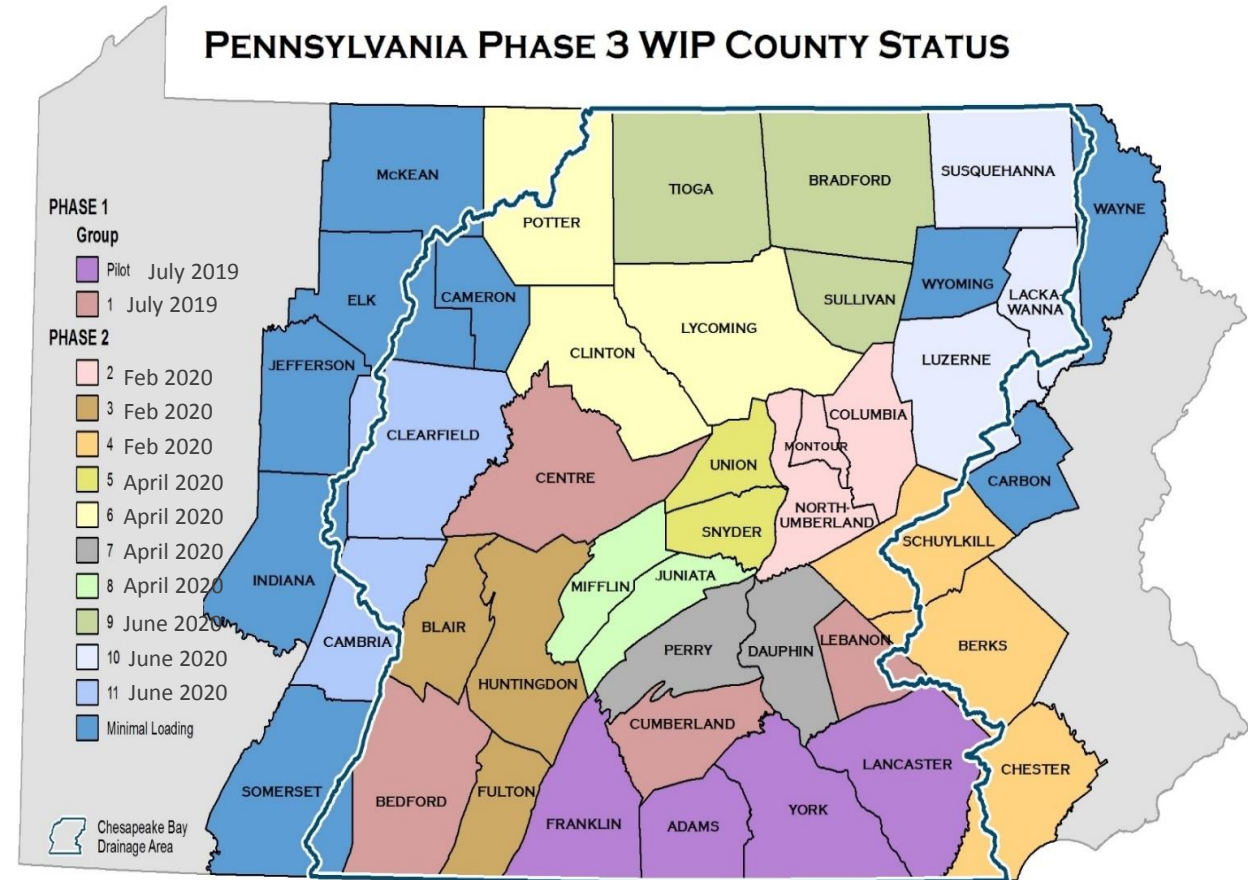 PENNSYLVANIA PHASE 3 WIP COUNTY STATUS
PHASE 1
Group
Pilot July 2019
1 July 2019
PHASE 2
2 Feb 2020
3 Feb 2020
4 Feb 2020
5 April 2020
6 April 2020
7 April 2020
8 April 2020
9 June 2020
10 June 2020
11 June 2020
Minimal Loading
Chesapeake Bay
Drainage Area
McKEAN
POTTER
TIOGA
BRADFORD
SUSQUEHANNA
WAYNE
ELK
CAMERON
SULLIVAN
WYOMING
LACKA-
WANNA
JEFFERSON
CLINTON
LYCOMING
LUZERNE
CLEARFIELD
CENTRE
UNION
MONTOUR
COLUMBIA
CARBON
INDIANA
SNYDER
NORTH-
UMBERLAND
SCHUYLKILL
CAMBRIA
BLAIR
HUNTINGDON
MIFFLIN
JUNIATA
PERRY
DAUPHIN
LEBANON
BERKS
SOMERSET
BEDFORD
FULTON
FRANKLIN
CUMBERLAND
ADAMS
YORK
LANCASTER
CHESTER